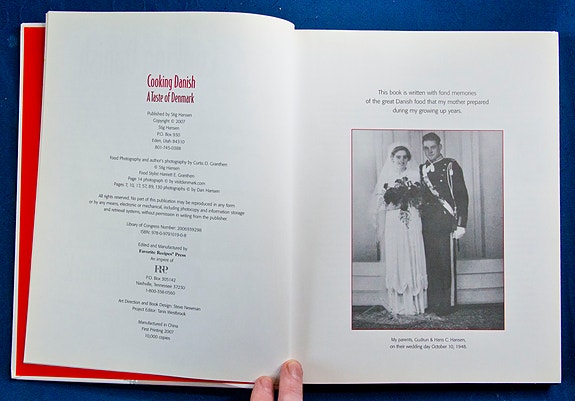 Cooking Danish
A Taste of Denmark
Published by Stig Hansen
Copyright © 2007
Stig Hansen
P.O. Box 930
Eden, Utah 84310
801-745-0988
Food Photography and author's photography by Curtis D. Granthen
© Stig Hansen
Food Stylist Harriett E. Granthen
Page 14 photograph © by visitdenmark.com
Pages 7, 10, 17, 57, 89, 130 photographs © by Dan Hansen
All rights reserved. No part of this publication may be reproduced in any form
or by any means, electronic or mechanical, including photocopy and information storage
and retrieval systems, without permission in writing from the publisher.
Library of Congress Number: 2006939298
ISBN: 978-0-9791019-0-8
Edited and Manufactured by
Favorite Recipes® Press
An imprint of
FRP
P.O. Box 305142
Nashville, Tennessee 37230
1-800-358-0560
Art Direction and Book Design: Steve Newman
Project Editor: Tanis Westbrook
Manufactured in China
First Printing 2007
10,000 copies
This book is written with fond memories
of the great Danish food that my mother prepared
during my growing up years.
My parents, Gudrun & Hans C. Hansen,
on their wedding day October 10, 1948.